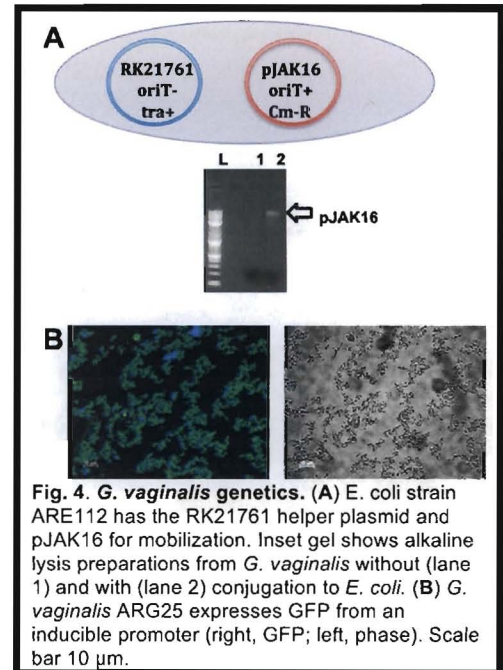 A
RK21761 pJAK16
oriT- oriT+
tra+ Cm-R
L 1 2
pJAK16
B
Fig. 4. G. vaginalis genetics. (A) E. coli strain
ARE112 has the RK21761 helper plasmid and
pJAK16 for mobilization. Inset gel shows alkaline
lysis preparations from G. vaginalis without (lane
1) and with (lane 2) conjugation to E. coli. (B) G.
vaginalis ARG25 expresses GFP from an
inducible promoter (right, GFP; left, phase). Scale
bar 10 µm.